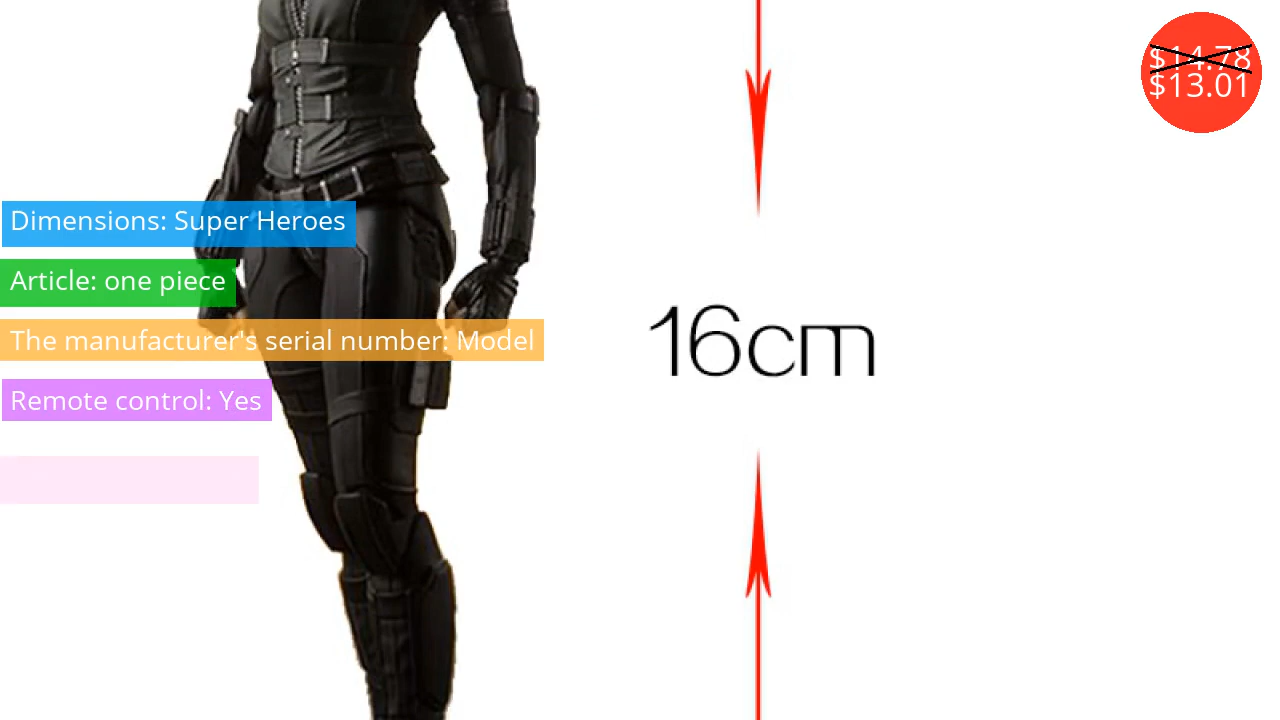 $14.78
$13.01
Dimensions: Super Heroes
Article: one piece
The manufacturer's serial number: Model
Remote control: Yes
16cm